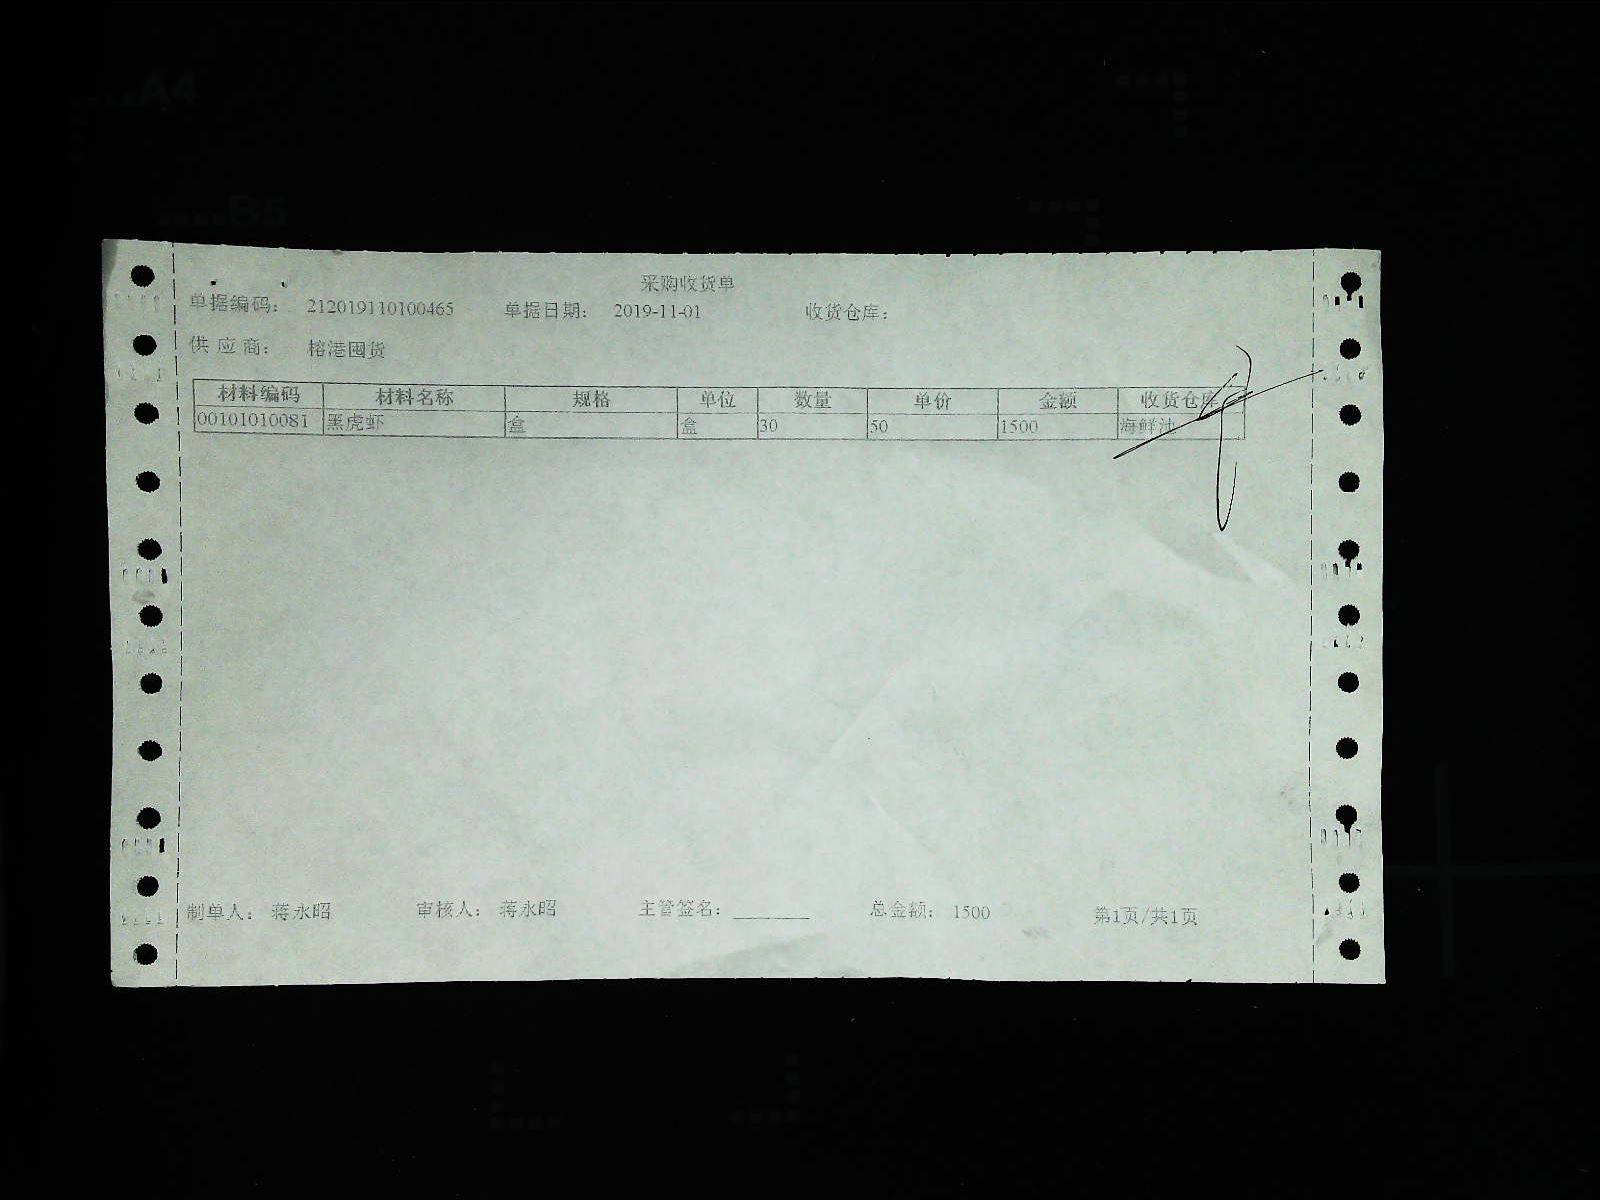 采购收货单
单据编码： 212019110100465 单据日期： 2019-11-01 收货仓库：
供应商： 榕港囤货
材料编码 材料名称 规格 单位 数量 单价 金额 收货仓库
00101010081 黑虎虾 盒 盒 30 50 1500 海鲜池
制单人： 蒋永昭 审核人： 蒋永昭 主管签名： 总金额： 1500 第1页/共1页